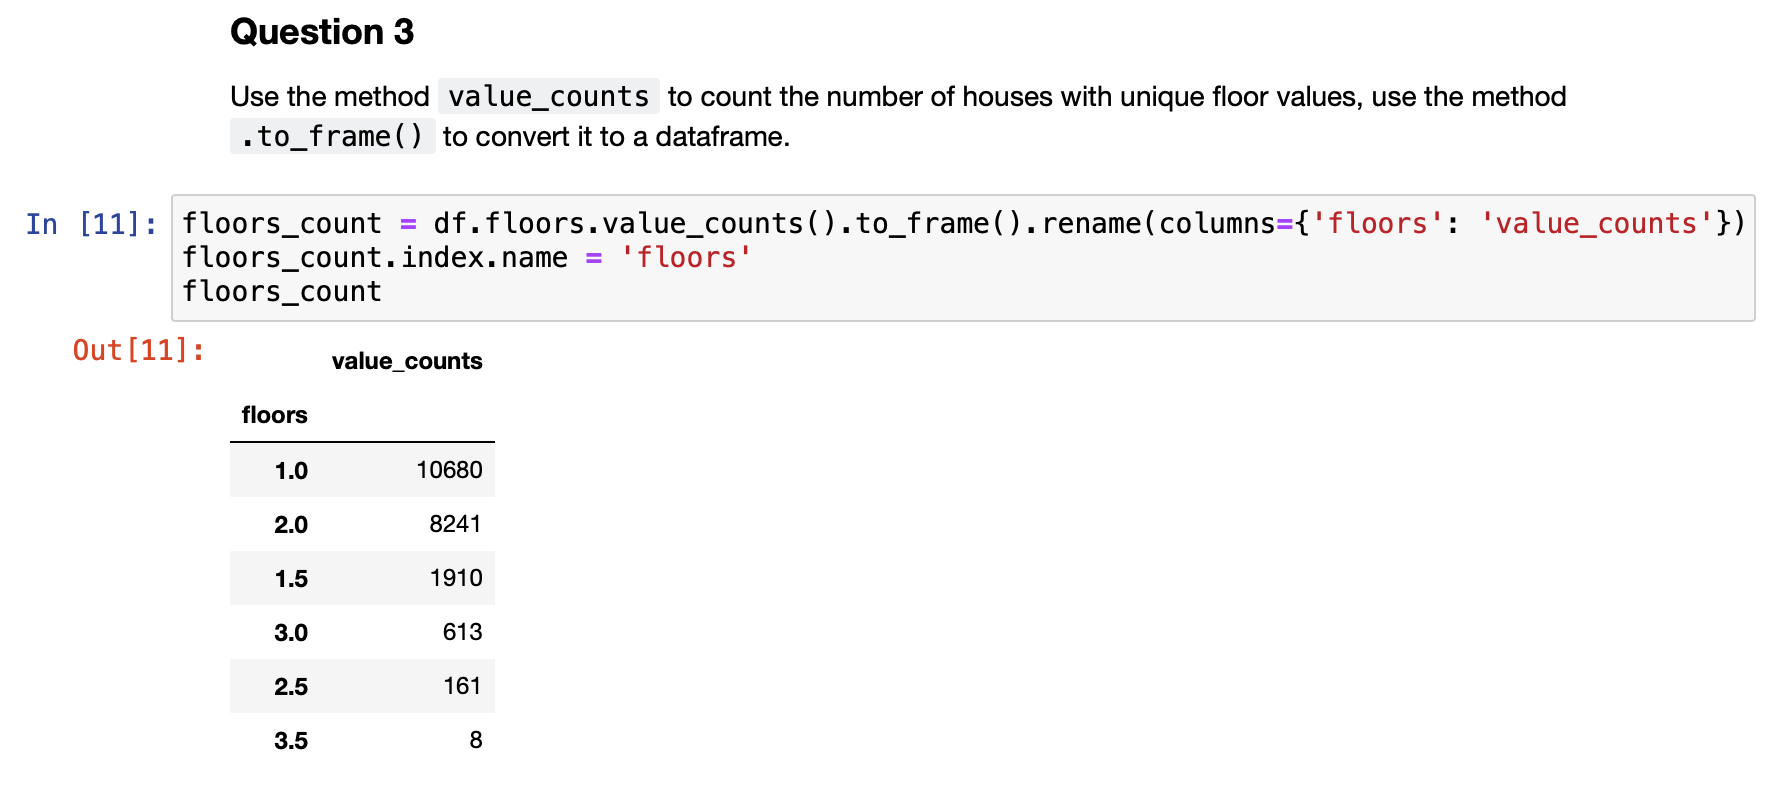 Question 3
Use the method value_counts to count the number of houses with unique floor values, use the method
.to_frame() to convert it to a dataframe.
In [11]: floors_count = df.floors.value_counts().to_frame().rename(columns={'floors': 'value_counts'})
floors_count.index.name = 'floors'
floors_count
Out[11]:
value_counts
floors
1.0 10680
2.0 8241
1.5 1910
3.0 613
2.5 161
3.5 8